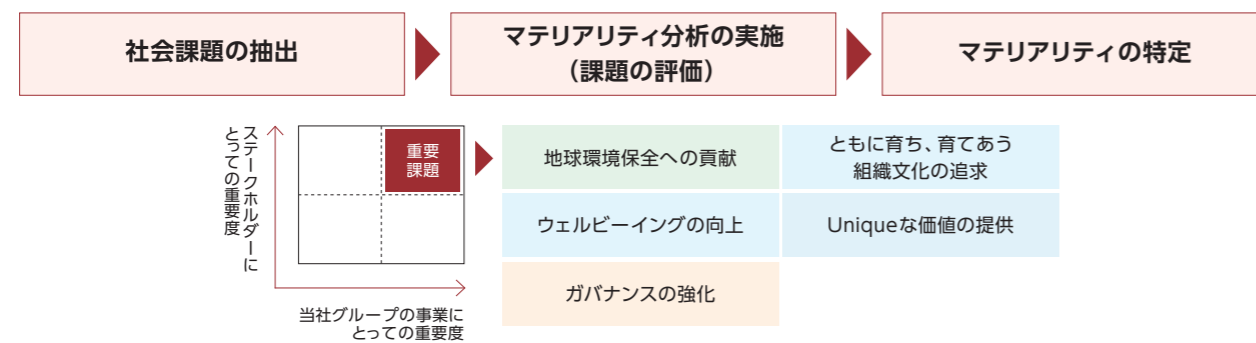 社会課題の抽出
マテリアリティ分析の実施
（課題の評価）
マテリアリティの特定
ステークホルダーに
とっての重要度
重要
課題
当社グループの事業に
とっての重要度
地球環境保全への貢献
ともに育ち、育てあう
組織文化の追求
ウェルビーイングの向上
Uniqueな価値の提供
ガバナンスの強化